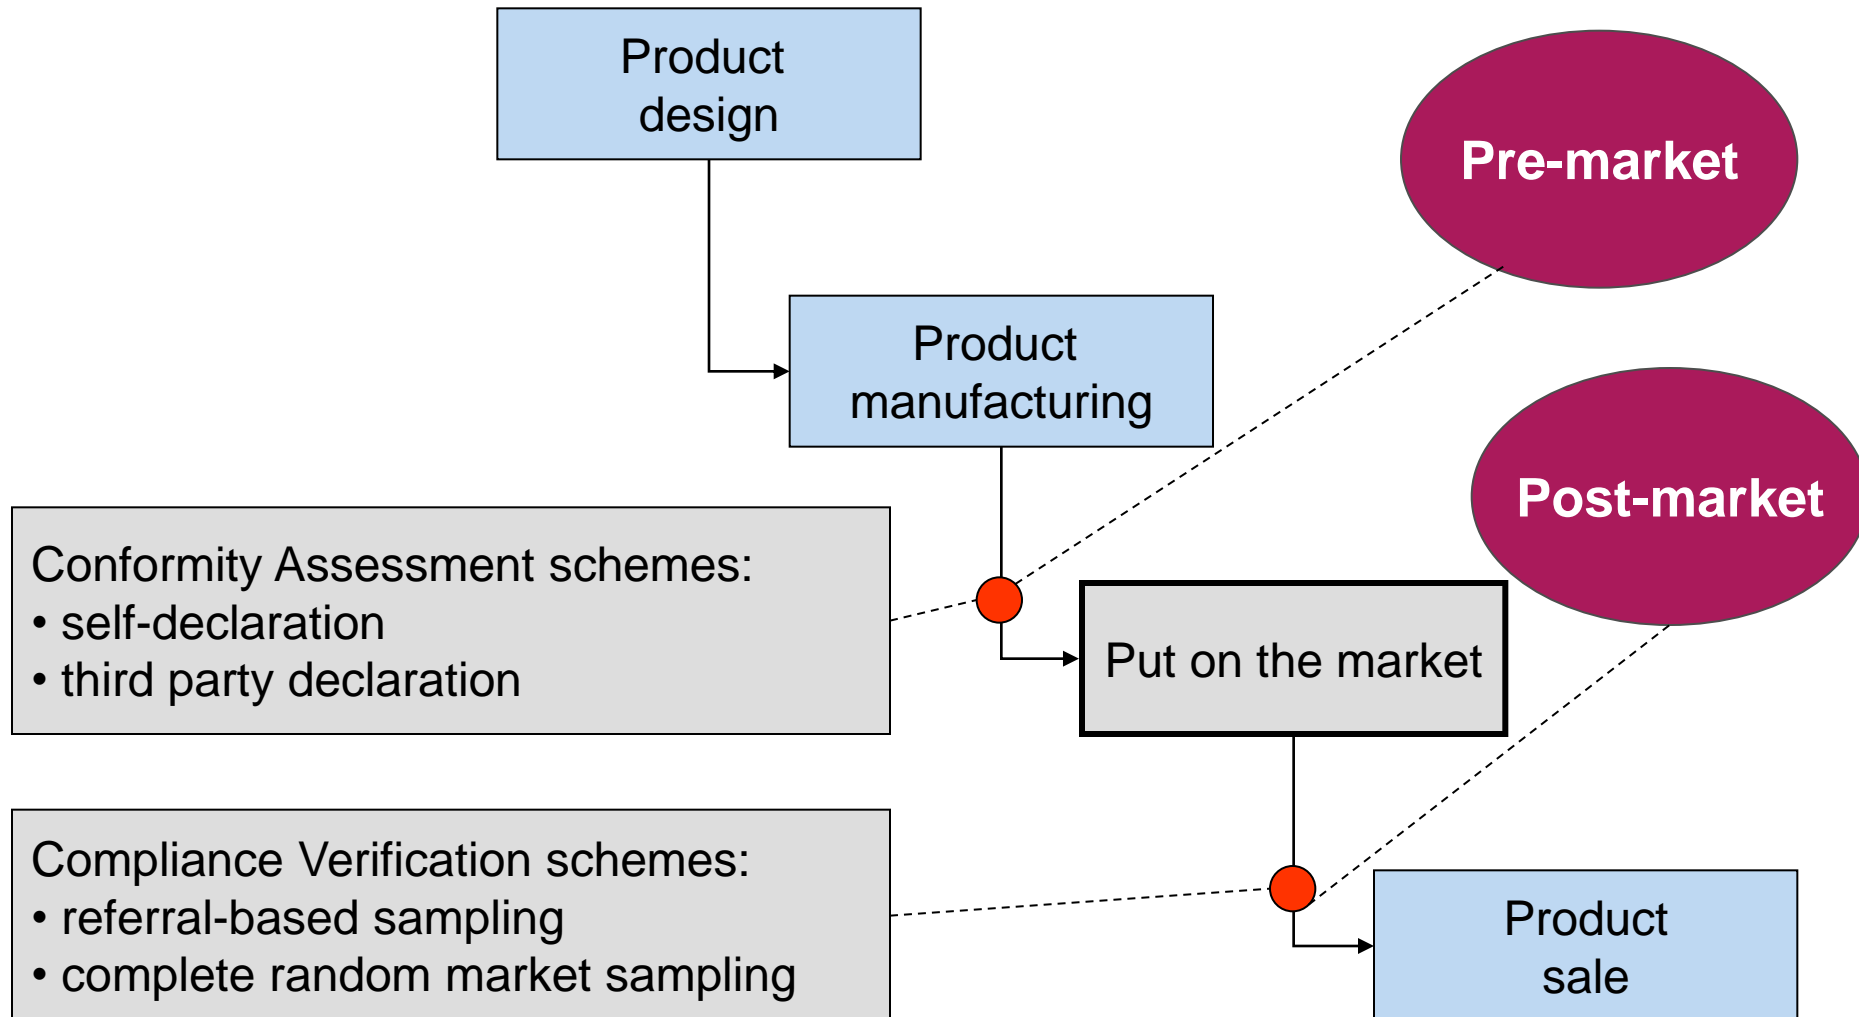 Product
design
Pre-market
Product
manufacturing
Post-market
Conformity Assessment schemes:
• self-declaration
• third party declaration
Put on the market
Compliance Verification schemes:
• referral-based sampling
• complete random market sampling
Product
sale